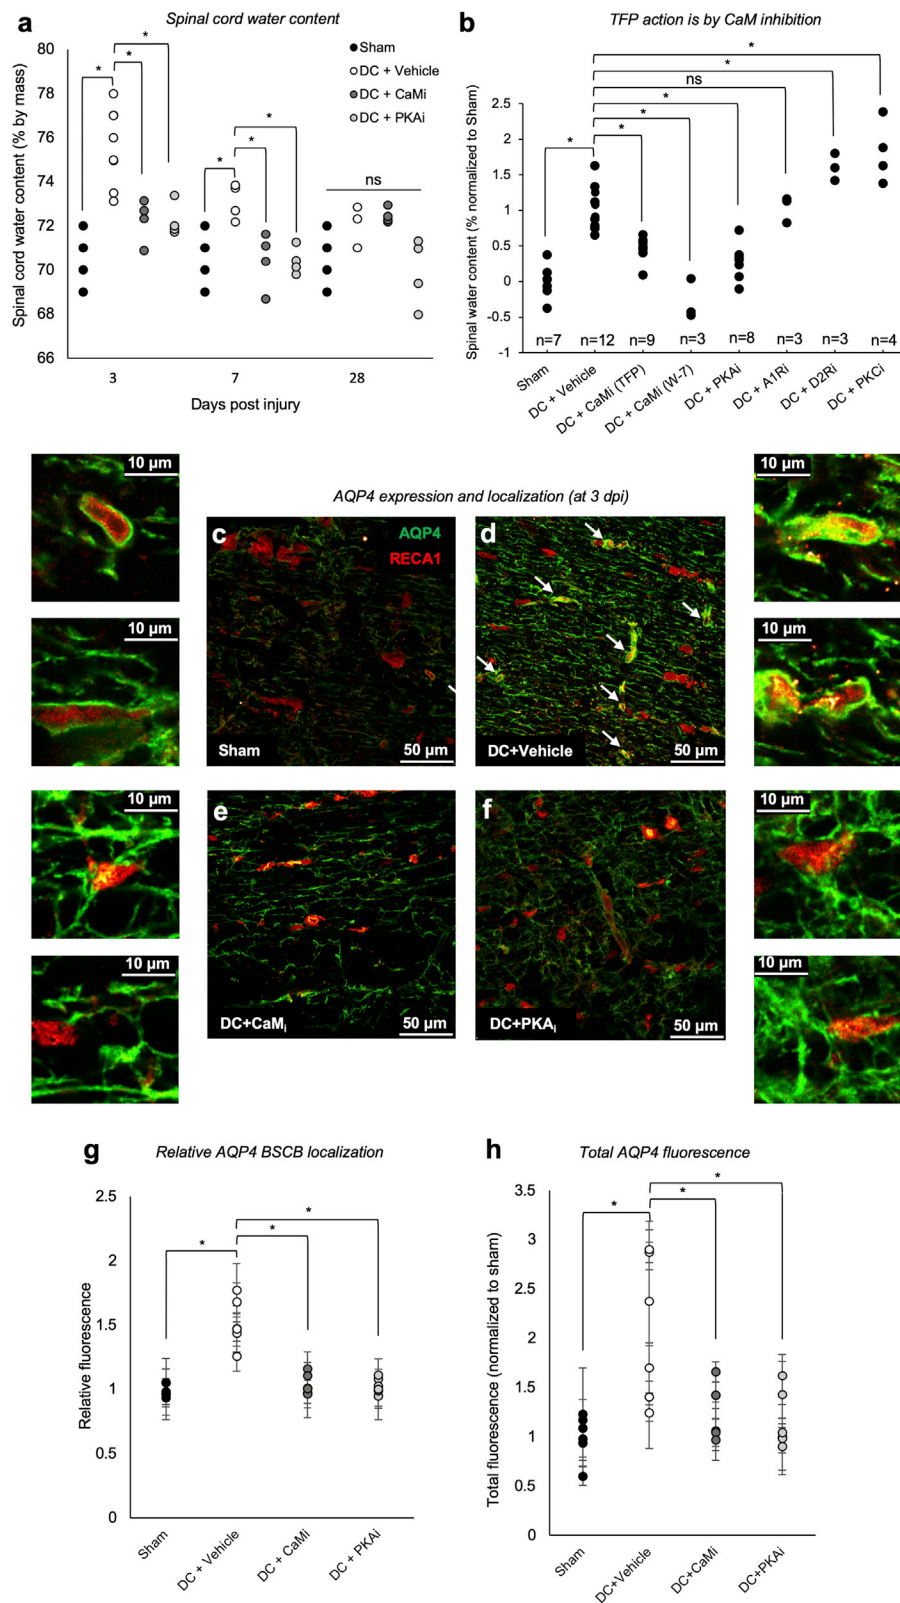 a
Spinal cord water content
Spinal cord water content (% by mass)
80
78
76
74
72
70
68
66
Sham
DC + Vehicle
DC + CaMi
DC + PKAi
*
*
*
*
*
*
ns
3
7
28
Days post injury
b
TFP action is by CaM inhibition
Spinal water content (% normalized to Sham)
2.5
2
1.5
1
0.5
0
-0.5
-1
*
*
ns
*
*
*
*
n=7
n=12
n=9
n=3
n=8
n=3
n=3
n=4
Sham
DC + Vehicle
DC + CaMi (TFP)
DC + CaMi (W-7)
DC + PKAi
DC + A1Ri
DC + D2Ri
DC + PKCi
AQP4 expression and localization (at 3 dpi)
10 µm
10 µm
c
AQP4
RECA1
Sham
50 µm
d
DC+Vehicle
50 µm
10 µm
10 µm
10 µm
10 µm
e
DC+CaMi
50 µm
f
DC+PKAi
50 µm
10 µm
10 µm
g
Relative AQP4 BSCB localization
Relative fluorescence
2.5
2
1.5
1
0.5
0
*
*
*
Sham
DC + Vehicle
DC + CaMi
DC + PKAi
h
Total AQP4 fluorescence
Total fluorescence (normalized to sham)
3.5
3
2.5
2
1.5
1
0.5
0
*
*
*
Sham
DC+Vehicle
DC+CaMi
DC+PKAi